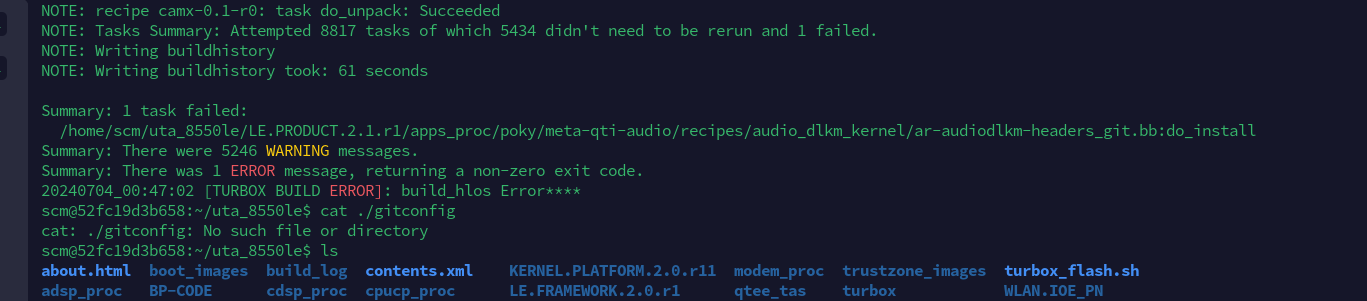 NOTE: recipe camx-0.1-r0: task do_unpack: Succeeded
NOTE: Tasks Summary: Attempted 8817 tasks of which 5434 didn't need to be rerun and 1 failed.
NOTE: Writing buildhistory
NOTE: Writing buildhistory took: 61 seconds
Summary: 1 task failed:
/home/scm/uta_8550le/LE.PRODUCT.2.1.r1/apps_proc/poky/meta-qti-audio/recipes/audio_dlkm_kernel/ar-audiodlkm-headers_git.bb:do_install
Summary: There were 5246 WARNING messages.
Summary: There was 1 ERROR message, returning a non-zero exit code.
20240704_00:47:02 [TURBOX BUILD ERROR]: build_hlos Error****
scm@52fc19d3b658:~/uta_8550le$ cat ./gitconfig
cat: ./gitconfig: No such file or directory
scm@52fc19d3b658:~/uta_8550le$ ls
about.html boot_images build_log contents.xml KERNEL.PLATFORM.2.0.r11 modem_proc trustzone_images turbox_flash.sh
adsp_proc BP-CODE cdsp_proc cpucp_proc LE.FRAMEWORK.2.0.r1 qtee_tas turbox WLAN.IOE_PN